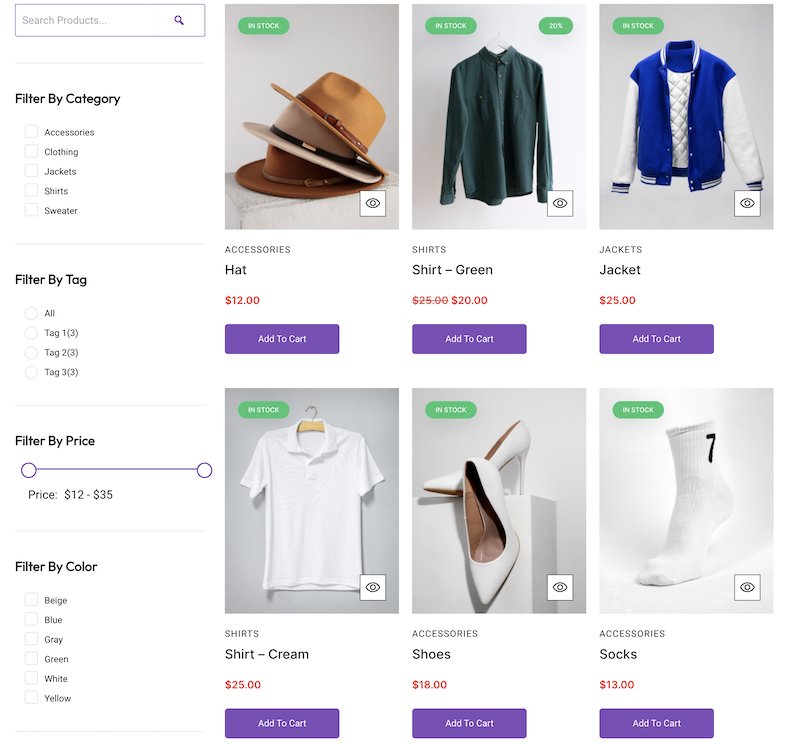 Search Products...
Filter By Category
Accessories
Clothing
Jackets
Shirts
Sweater
Filter By Tag
All
Tag 1(3)
Tag 2(3)
Tag 3(3)
Filter By Price
Price: $12 - $35
Filter By Color
Beige
Blue
Gray
Green
White
Yellow
IN STOCK
ACCESSORIES
Hat
$12.00
Add To Cart
IN STOCK
20%
SHIRTS
Shirt – Green
$25.00 $20.00
Add To Cart
IN STOCK
JACKETS
Jacket
$25.00
Add To Cart
IN STOCK
SHIRTS
Shirt – Cream
$25.00
Add To Cart
IN STOCK
ACCESSORIES
Shoes
$18.00
Add To Cart
IN STOCK
7
ACCESSORIES
Socks
$13.00
Add To Cart